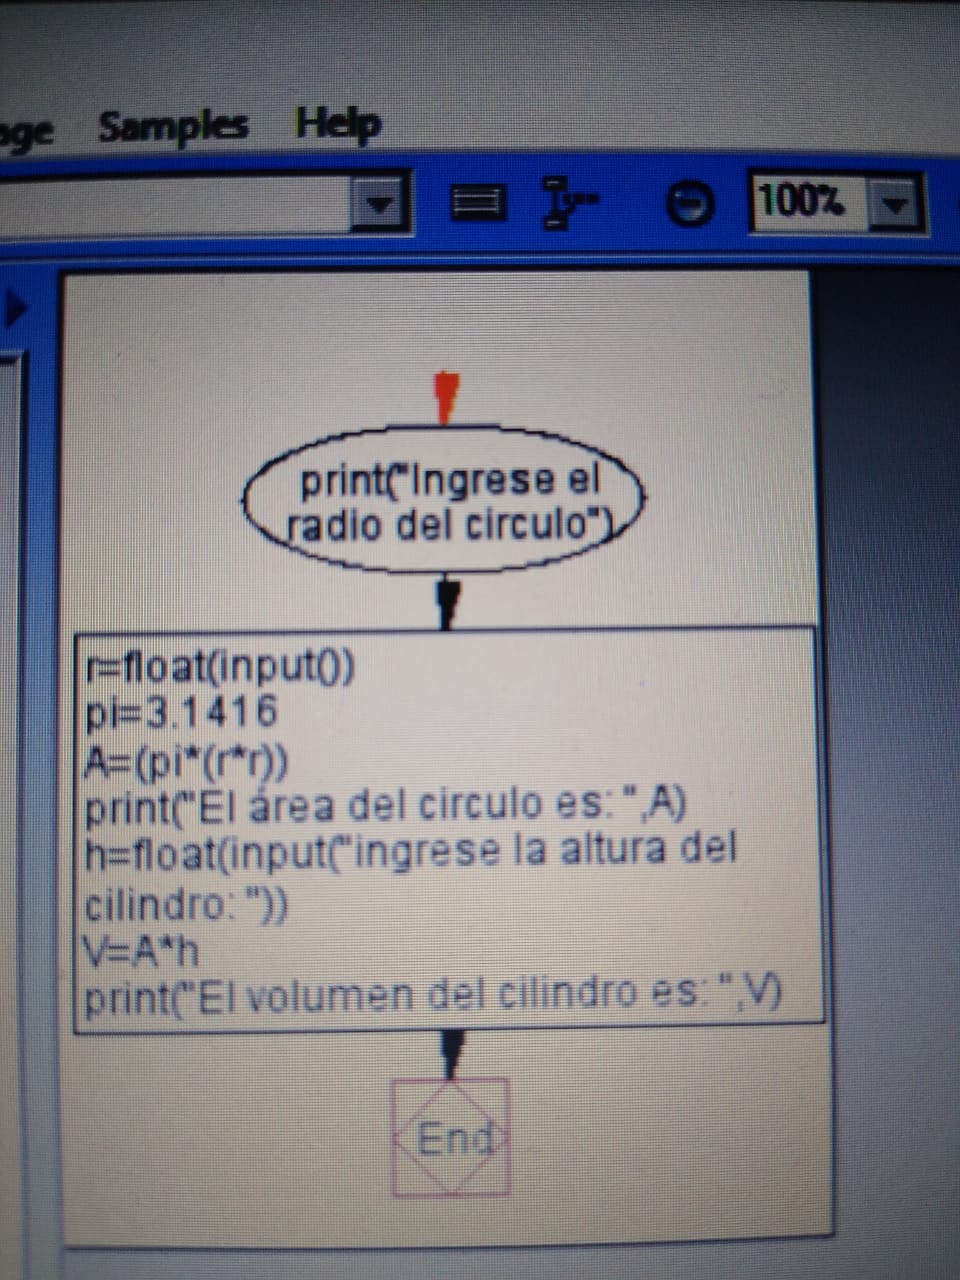 Samples Help
100%
print("Ingrese el
radio del circulo")
r=float(input())
pi=3.1416
A=(pi*(r*r))
print("El área del circulo es: ",A)
h=float(input("ingrese la altura del
cilindro: "))
V=A*h
print("El volumen del cilindro es: ",V)
End